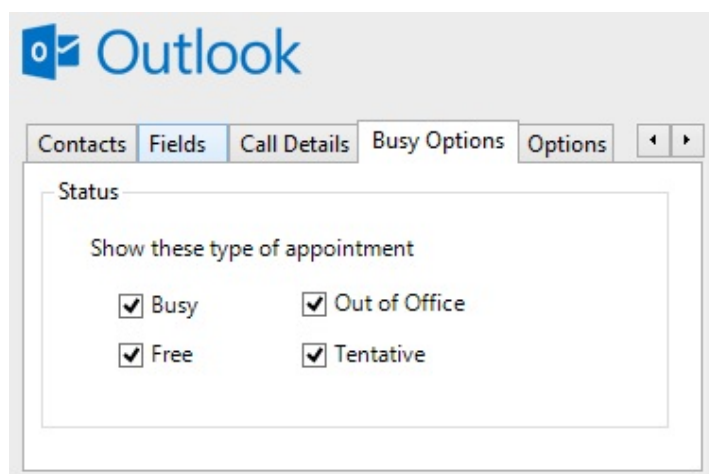 Outlook
Contacts Fields Call Details Busy Options Options
Status
Show these type of appointment
Busy Out of Office
Free Tentative